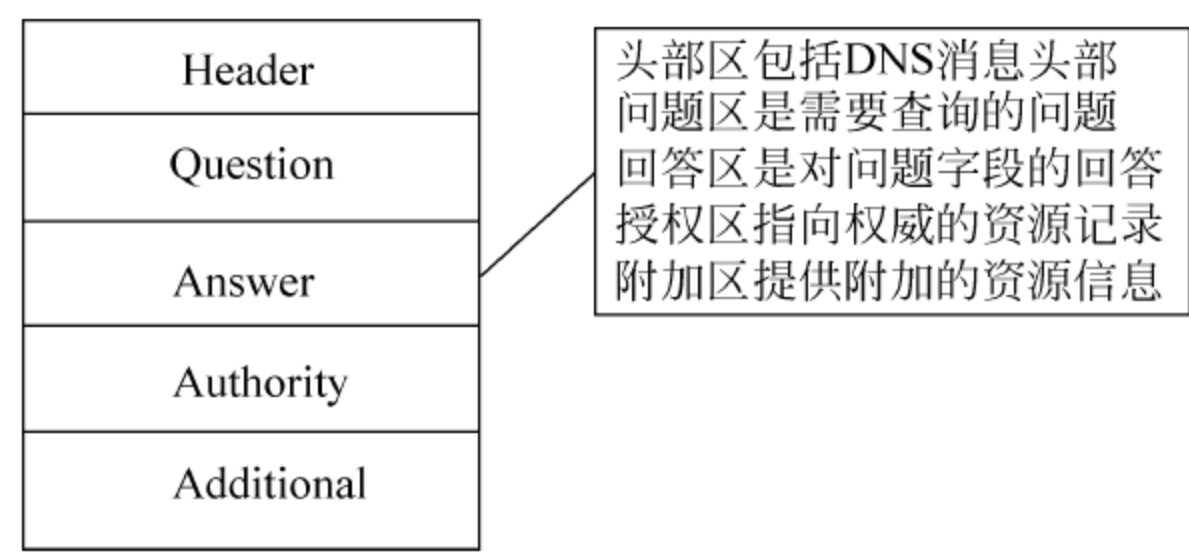 Header
Question
Answer
Authority
Additional
头部区包括DNS消息头部
问题区是需要查询的问题
回答区是对问题字段的回答
授权区指向权威的资源记录
附加区提供附加的资源信息